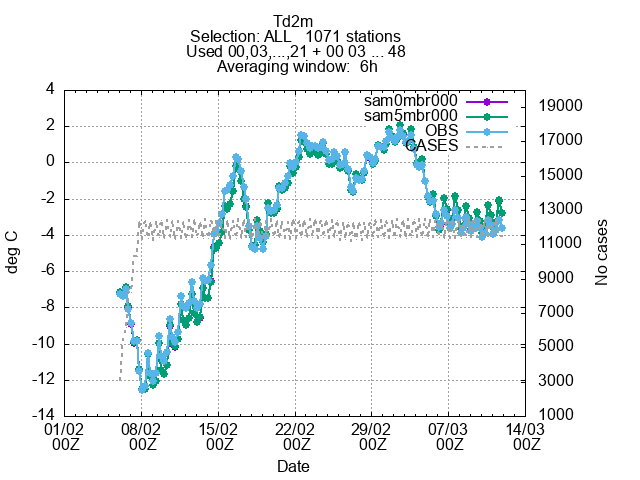 Td2m
Selection: ALL   1071 stations
Used 00,03,...,21 + 00 03 ... 48
Averaging window:  6h
sam0mbr000
sam5mbr000
OBS
CASES
deg C
4
2
0
-2
-4
-6
-8
-10
-12
-14
19000
17000
15000
13000
11000
9000
7000
5000
3000
1000
No cases
01/02 08/02 15/02 22/02 29/02 07/03 14/03
00Z 00Z 00Z 00Z 00Z 00Z 00Z
Date